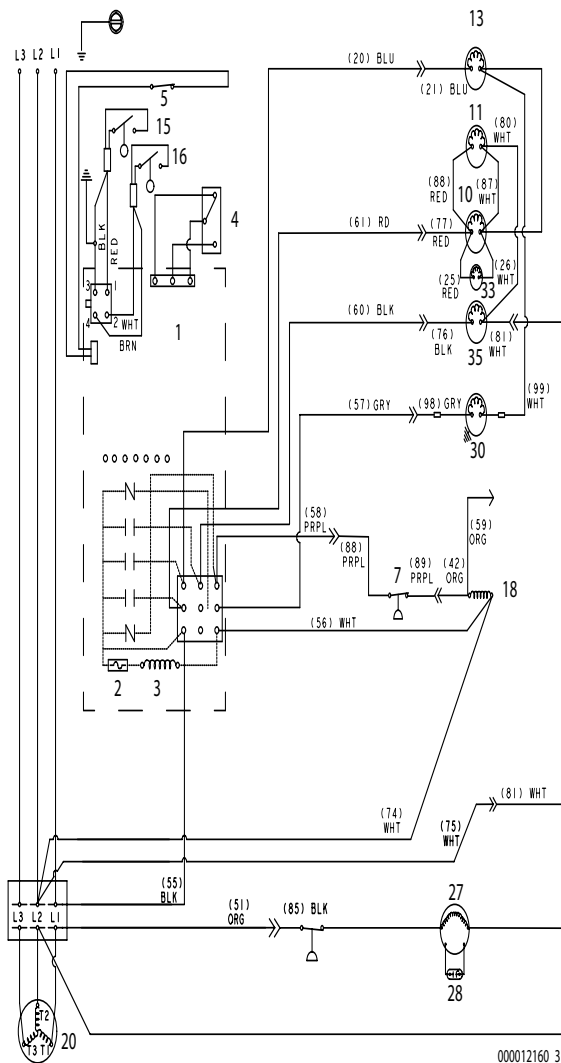 13
L3 L2 L1
(20) BLU
(21) BLU
5
15
11
(80)
WHT
16
(88)
RED
(87)
WHT
10
4
(61) RD
(77)
RED
BLK
RED
(25)
RED
(26)
WHT
33
3 1
1
4 2
WHT
BRN
(60) BLK
(76)
BLK
(81)
WHT
35
(99)
WHT
(57)GRY
(98)GRY
30
(58)
PRPL
(88)
PRPL
(59)
ORG
7
(89)
PRPL
(42)
ORG
18
(56) WHT
2
3
(74)
WHT
(81) WHT
(75)
WHT
(55)
BLK
27
L3 L2 L1
(51)
ORG
(85) BLK
28
T2
T3 T1
20
000012160_3